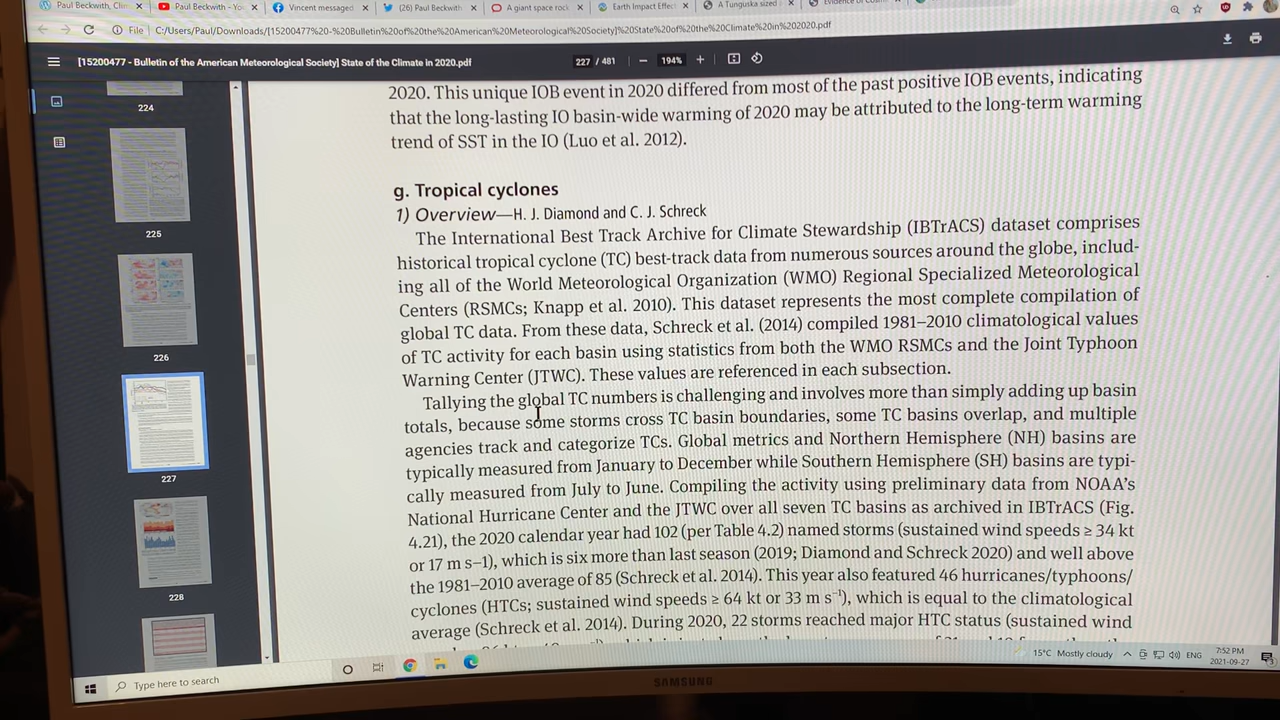 Paul Beckwith, Clim
Paul Beckwith - Yo
Vincent messaged
(26) Paul Beckwith
A giant space rock
Earth Impact Effec
A Tunguska sized
File C:/Users/Paul/Downloads/[15200477%20-%20Bulletin%20of%20the%20American%20Meteorological%20Society]%20State%20of%20the%20Climate%20in%202020.pdf
[15200477 - Bulletin of the American Meteorological Society] State of the Climate in 2020.pdf
227 / 481
194%
224
225
226
227
228
2020. This unique IOB event in 2020 differed from most of the past positive IOB events, indicating
that the long-lasting IO basin-wide warming of 2020 may be attributed to the long-term warming
trend of SST in the IO (Luo et al. 2012).
g. Tropical cyclones
1) Overview—H. J. Diamond and C. J. Schreck
The International Best Track Archive for Climate Stewardship (IBTrACS) dataset comprises
historical tropical cyclone (TC) best-track data from numerous sources around the globe, includ-
ing all of the World Meteorological Organization (WMO) Regional Specialized Meteorological
Centers (RSMCs; Knapp et al. 2010). This dataset represents the most complete compilation of
global TC data. From these data, Schreck et al. (2014) compiled 1981–2010 climatological values
of TC activity for each basin using statistics from both the WMO RSMCs and the Joint Typhoon
Warning Center (JTWC). These values are referenced in each subsection.
Tallying the global TC numbers is challenging and involves more than simply adding up basin
totals, because some storms cross TC basin boundaries, some TC basins overlap, and multiple
agencies track and categorize TCs. Global metrics and Northern Hemisphere (NH) basins are
typically measured from January to December while Southern Hemisphere (SH) basins are typi-
cally measured from July to June. Compiling the activity using preliminary data from NOAA's
National Hurricane Center and the JTWC over all seven TC basins as archived in IBTrACS (Fig.
4.21), the 2020 calendar year had 102 (per Table 4.2) named storms (sustained wind speeds ≥ 34 kt
or 17 m s−1), which is six more than last season (2019; Diamond and Schreck 2020) and well above
the 1981–2010 average of 85 (Schreck et al. 2014). This year also featured 46 hurricanes/typhoons/
cyclones (HTCs; sustained wind speeds ≥ 64 kt or 33 m s⁻¹), which is equal to the climatological
average (Schreck et al. 2014). During 2020, 22 storms reached major HTC status (sustained wind
Type here to search
15°C Mostly cloudy
ENG
7:52 PM
2021-09-27
SAMSUNG